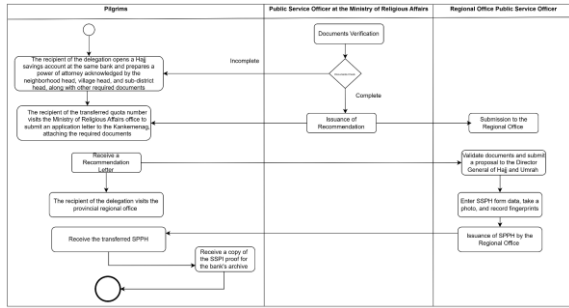 Pilgrims
Public Service Officer at the Ministry of Religious Affairs
Regional Office Public Service Officer
Documents Verification
The recipient of the delegation opens a Hajj
savings account at the same bank and prepares a
power of attorney acknowledged by the
neighborhood head, village head, and sub-district
head, along with other required documents
Incomplete
Complete
The recipient of the transferred quota number
visits the Ministry of Religious Affairs office to
submit an application letter to the Kankemenag,
attaching the required documents
Issuance of
Recommendation
Submission to the
Regional Office
Receive a
Recommendation
Letter
Validate documents and submit
a proposal to the Director
General of Hajj and Umrah
The recipient of the delegation visits the
provincial regional office
Enter SSPH form data, take a
photo, and record fingerprints
Receive the transferred SPPH
Issuance of SPPH by the
Regional Office
Receive a copy of
the SSPI proof for
the bank's archive